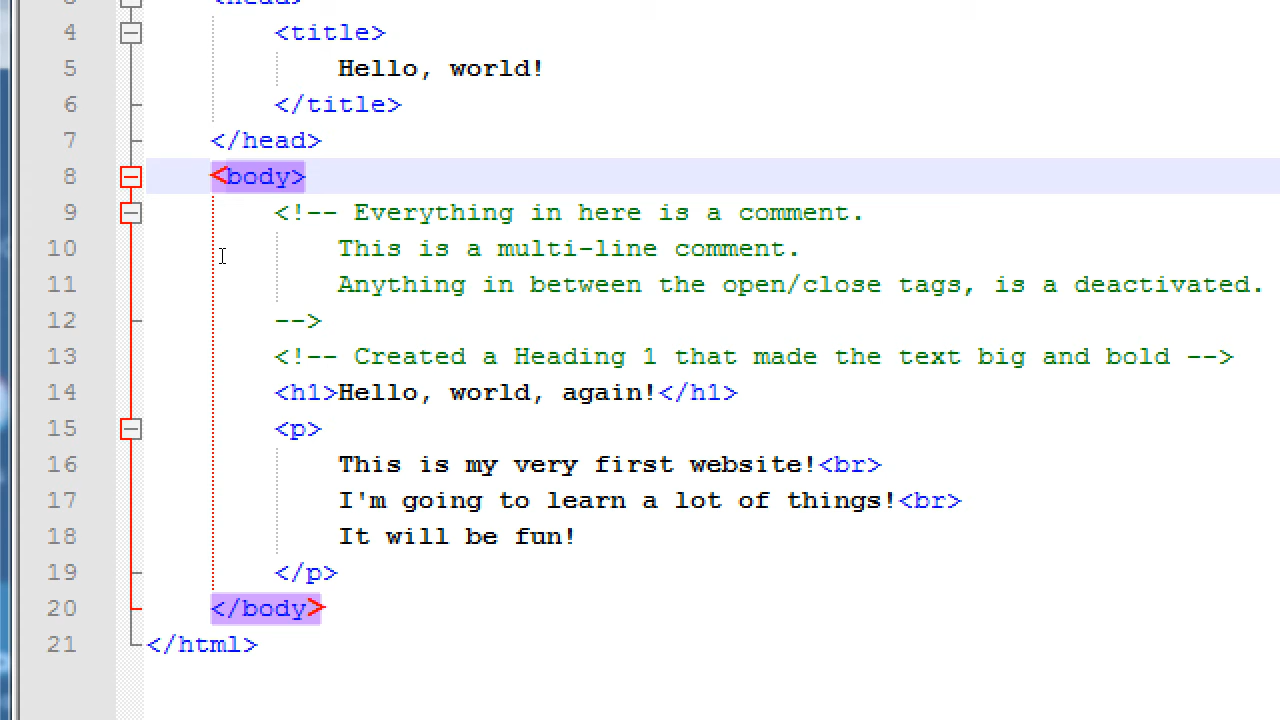 3 <head>
4 <title>
5 Hello, world!
6 </title>
7 </head>
8 <body>
9 <!-- Everything in here is a comment.
10 This is a multi-line comment.
11 Anything in between the open/close tags, is a deactivated.
12 -->
13 <!-- Created a Heading 1 that made the text big and bold -->
14 <h1>Hello, world, again!</h1>
15 <p>
16 This is my very first website!<br>
17 I'm going to learn a lot of things!<br>
18 It will be fun!
19 </p>
20 </body>
21 </html>